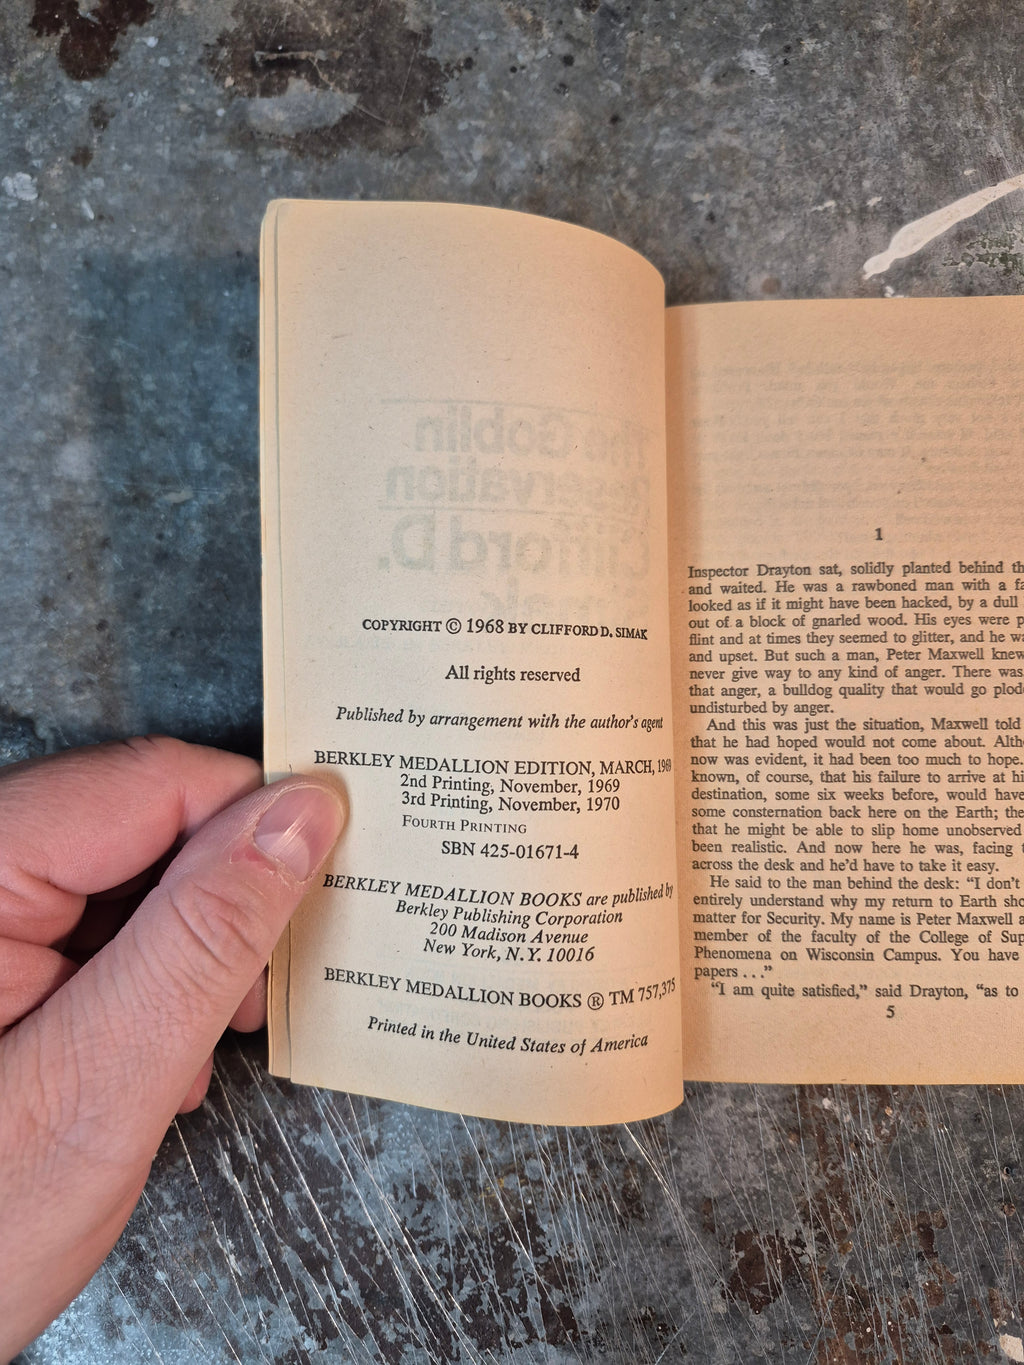 COPYRIGHT © 1968 BY CLIFFORD D. SIMAK
All rights reserved
Published by arrangement with the author's agent
BERKLEY MEDALLION EDITION, MARCH, 1969
2nd Printing, November, 1969
3rd Printing, November, 1970
FOURTH PRINTING
SBN 425-01671-4
BERKLEY MEDALLION BOOKS are published by
Berkley Publishing Corporation
200 Madison Avenue
New York, N. Y. 10016
BERKLEY MEDALLION BOOKS ® TM 757,375
Printed in the United States of America
1
Inspector Drayton sat, solidly planted behind
and waited. He was a rawboned man with a
looked as if it might have been hacked, by a dull
out of a block of gnarled wood. His eyes were
flint and at times they seemed to glitter, and he
and upset. But such a man, Peter Maxwell knew
never give way to any kind of anger. There was
that anger, a bulldog quality that would go
undisturbed by anger.
And this was just the situation, Maxwell told
that he had hoped would not come about.
now was evident, it had been too much to hope.
known, of course, that his failure to arrive at
destination, some six weeks before, would have
some consternation back here on the Earth;
that he might be able to slip home unobserved
been realistic. And now here he was, facing
across the desk and he'd have to take it easy.
He said to the man behind the desk: "I don't
entirely understand why my return to Earth
matter for Security. My name is Peter Maxwell
member of the faculty of the College of
Phenomena on Wisconsin Campus. You have
papers . . ."
"I am quite satisfied," said Drayton, "as to
5